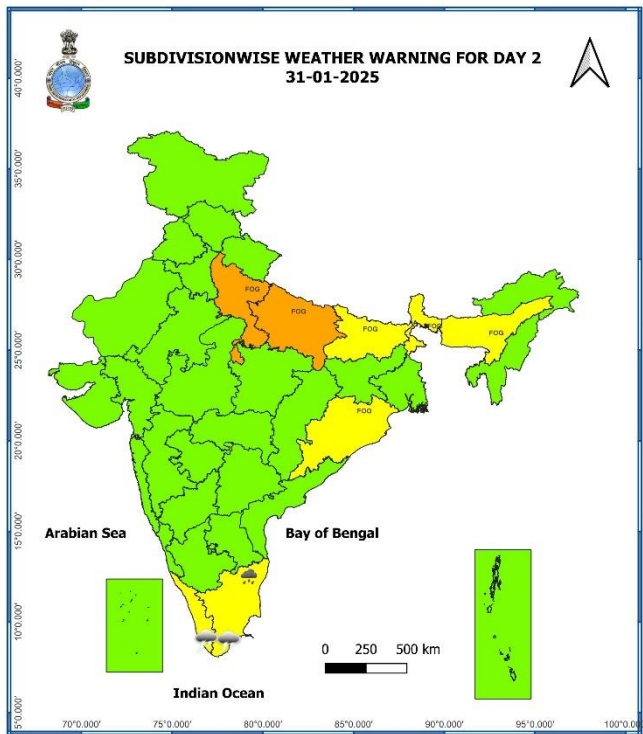 SUBDIVISIONWISE WEATHER WARNING FOR DAY 2
31-01-2025
40°0.000'
35°0.000'
30°0.000'
25°0.000'
20°0.000'
15°0.000'
10°0.000'
5°0.000'
FOG
FOG
FOG
FOG
FOG
FOG
Arabian Sea
Bay of Bengal
0 250 500 km
Indian Ocean
70°0.000' 75°0.000' 80°0.000' 85°0.000' 90°0.000' 95°0.000' 100°0.000'